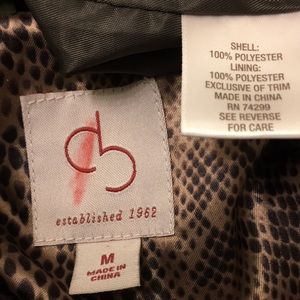 SHELL:
100% POLYESTER
LINING:
100% POLYESTER
EXCLUSIVE OF TRIM
MADE IN CHINA
RN 74299
SEE REVERSE
FOR CARE
db
established 1962
M
MADE IN
CHINA